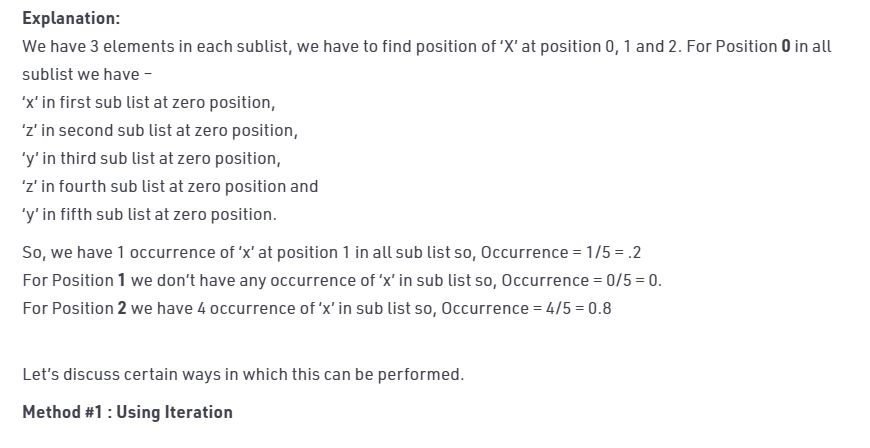 Explanation:
We have 3 elements in each sublist, we have to find position of ‘X’ at position 0, 1 and 2. For Position 0 in all
sublist we have –
‘x’ in first sub list at zero position,
‘z’ in second sub list at zero position,
‘y’ in third sub list at zero position,
‘z’ in fourth sub list at zero position and
‘y’ in fifth sub list at zero position.
So, we have 1 occurrence of ‘x’ at position 1 in all sub list so, Occurrence = 1/5 = .2
For Position 1 we don’t have any occurrence of ‘x’ in sub list so, Occurrence = 0/5 = 0.
For Position 2 we have 4 occurrence of ‘x’ in sub list so, Occurrence = 4/5 = 0.8
Let’s discuss certain ways in which this can be performed.
Method #1 : Using Iteration